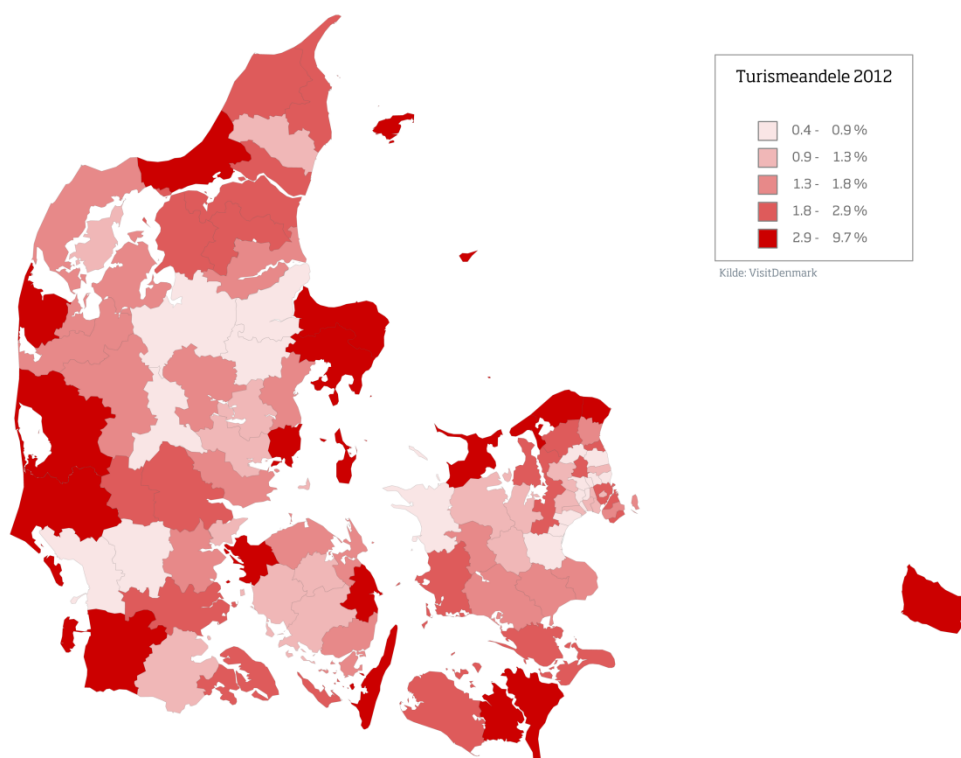 Turismeandele 2012
0.4 - 0.9 %
0.9 - 1.3 %
1.3 - 1.8 %
1.8 - 2.9 %
2.9 - 9.7 %
Kilde: VisitDenmark